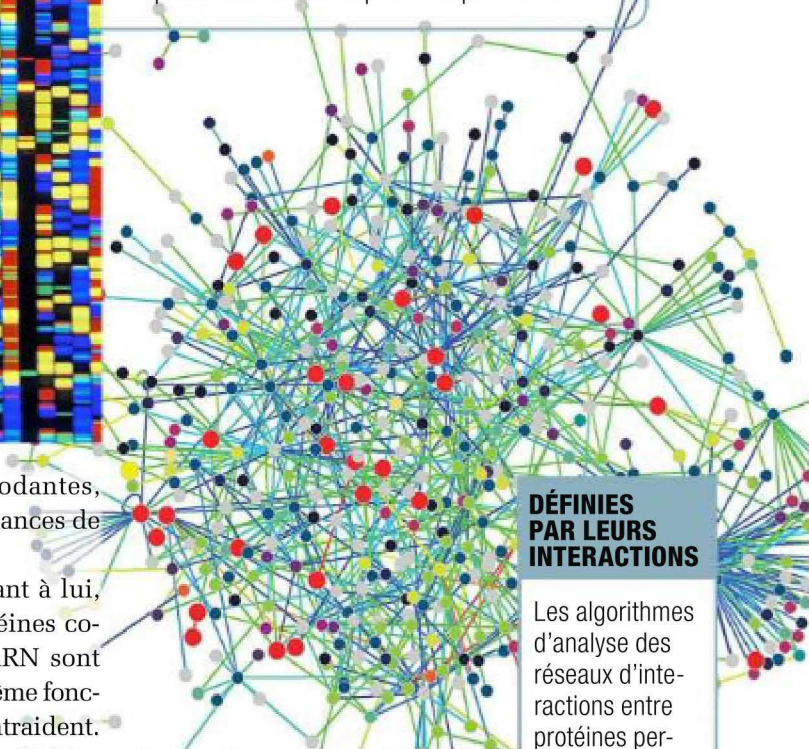 odantes,
ances de
ant à lui,
éines co-
RN sont
ême fonc-
traident.
DÉFINIES
PAR LEURS
INTERACTIONS
Les algorithmes
d'analyse des
réseaux d'inte-
ractions entre
protéines per-